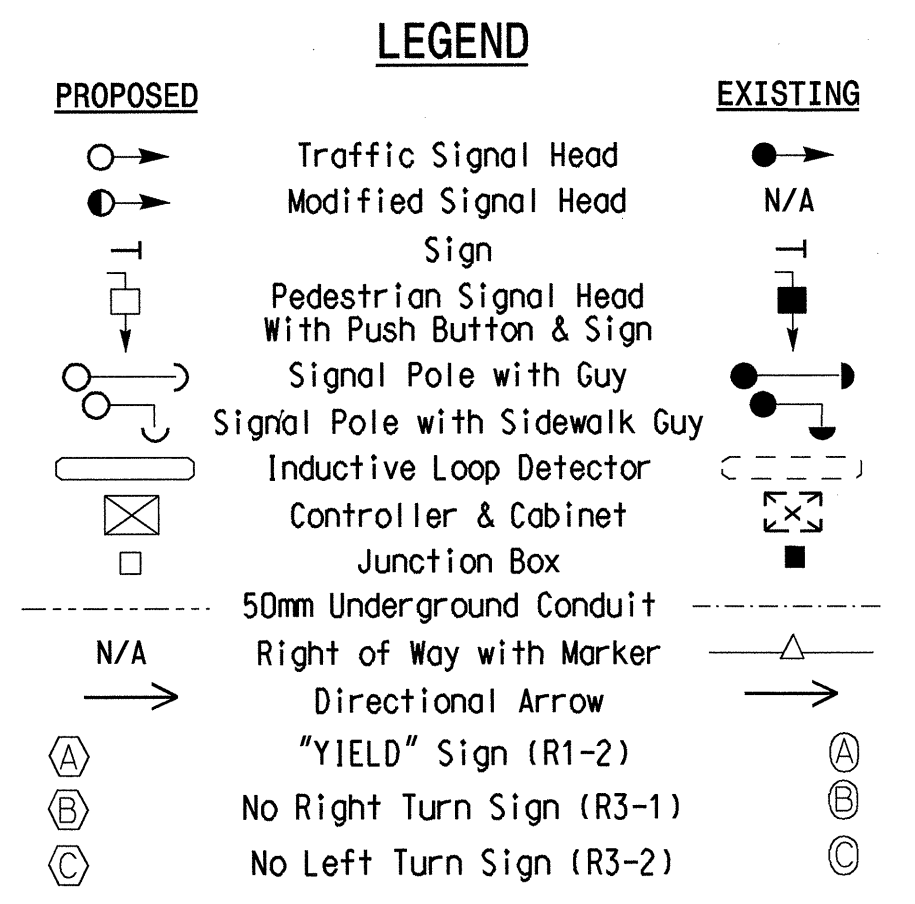 LEGEND
PROPOSED EXISTING
Traffic Signal Head
Modified Signal Head N/A
Sign
Pedestrian Signal Head
With Push Button & Sign
Signal Pole with Guy
Signal Pole with Sidewalk Guy
Inductive Loop Detector
Controller & Cabinet
Junction Box
50mm Underground Conduit
N/A Right of Way with Marker
Directional Arrow
A "YIELD" Sign (R1-2) A
B No Right Turn Sign (R3-1) B
C No Left Turn Sign (R3-2) C